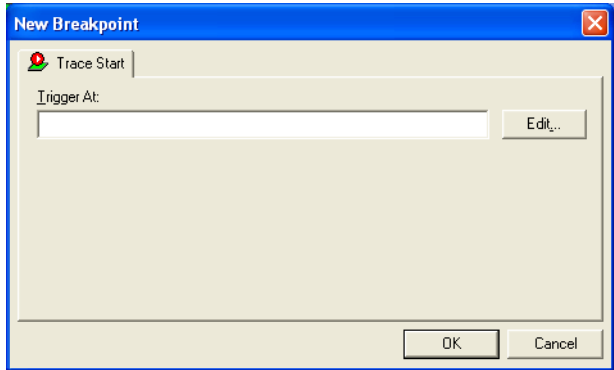 New Breakpoint
Trace Start
Trigger At:
Edit...
OK
Cancel